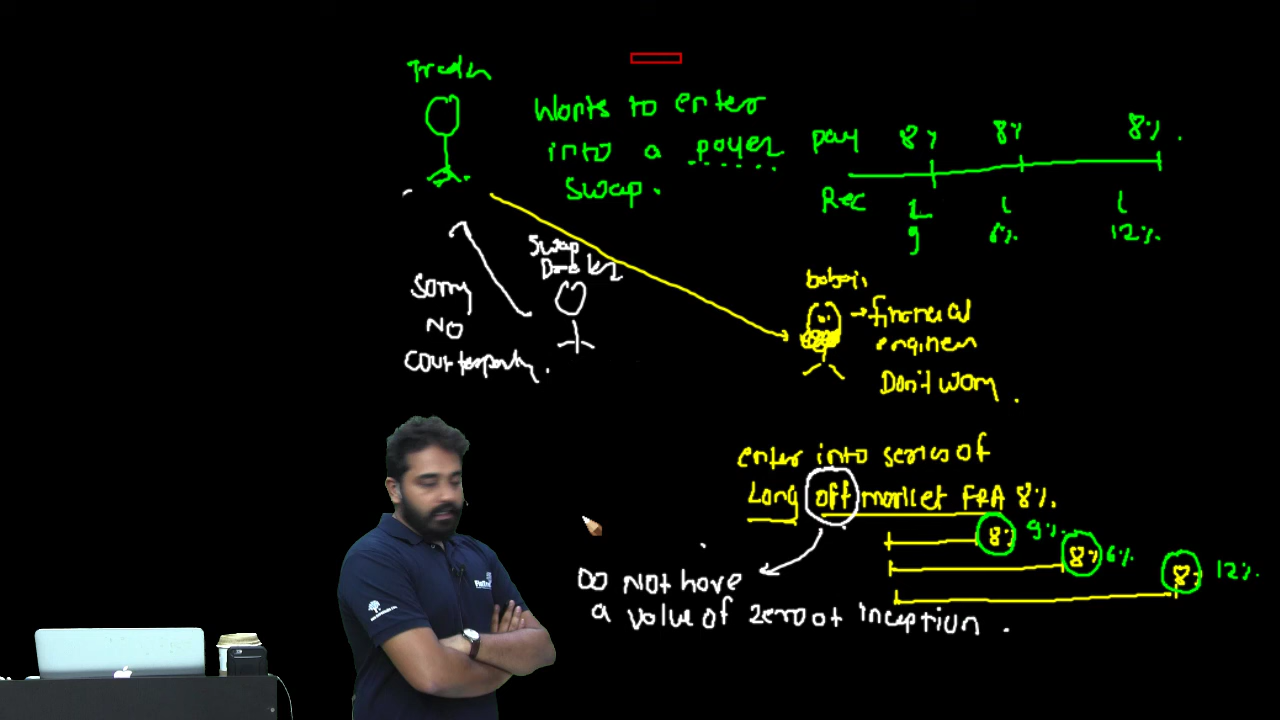 Trader
Wants to enter
into a payer
swap.
Pay 8% 8% 8%.
Rec L L L
9 6% 12%.
Swap
Dealer
Sorry
NO
Counterparty.
financial
engineer
Don't worry.
enter into series of
Long off market FRA 8%.
8% 9%.
8% 6%
8% 12%.
DO NOT have
a value of zero at inception.